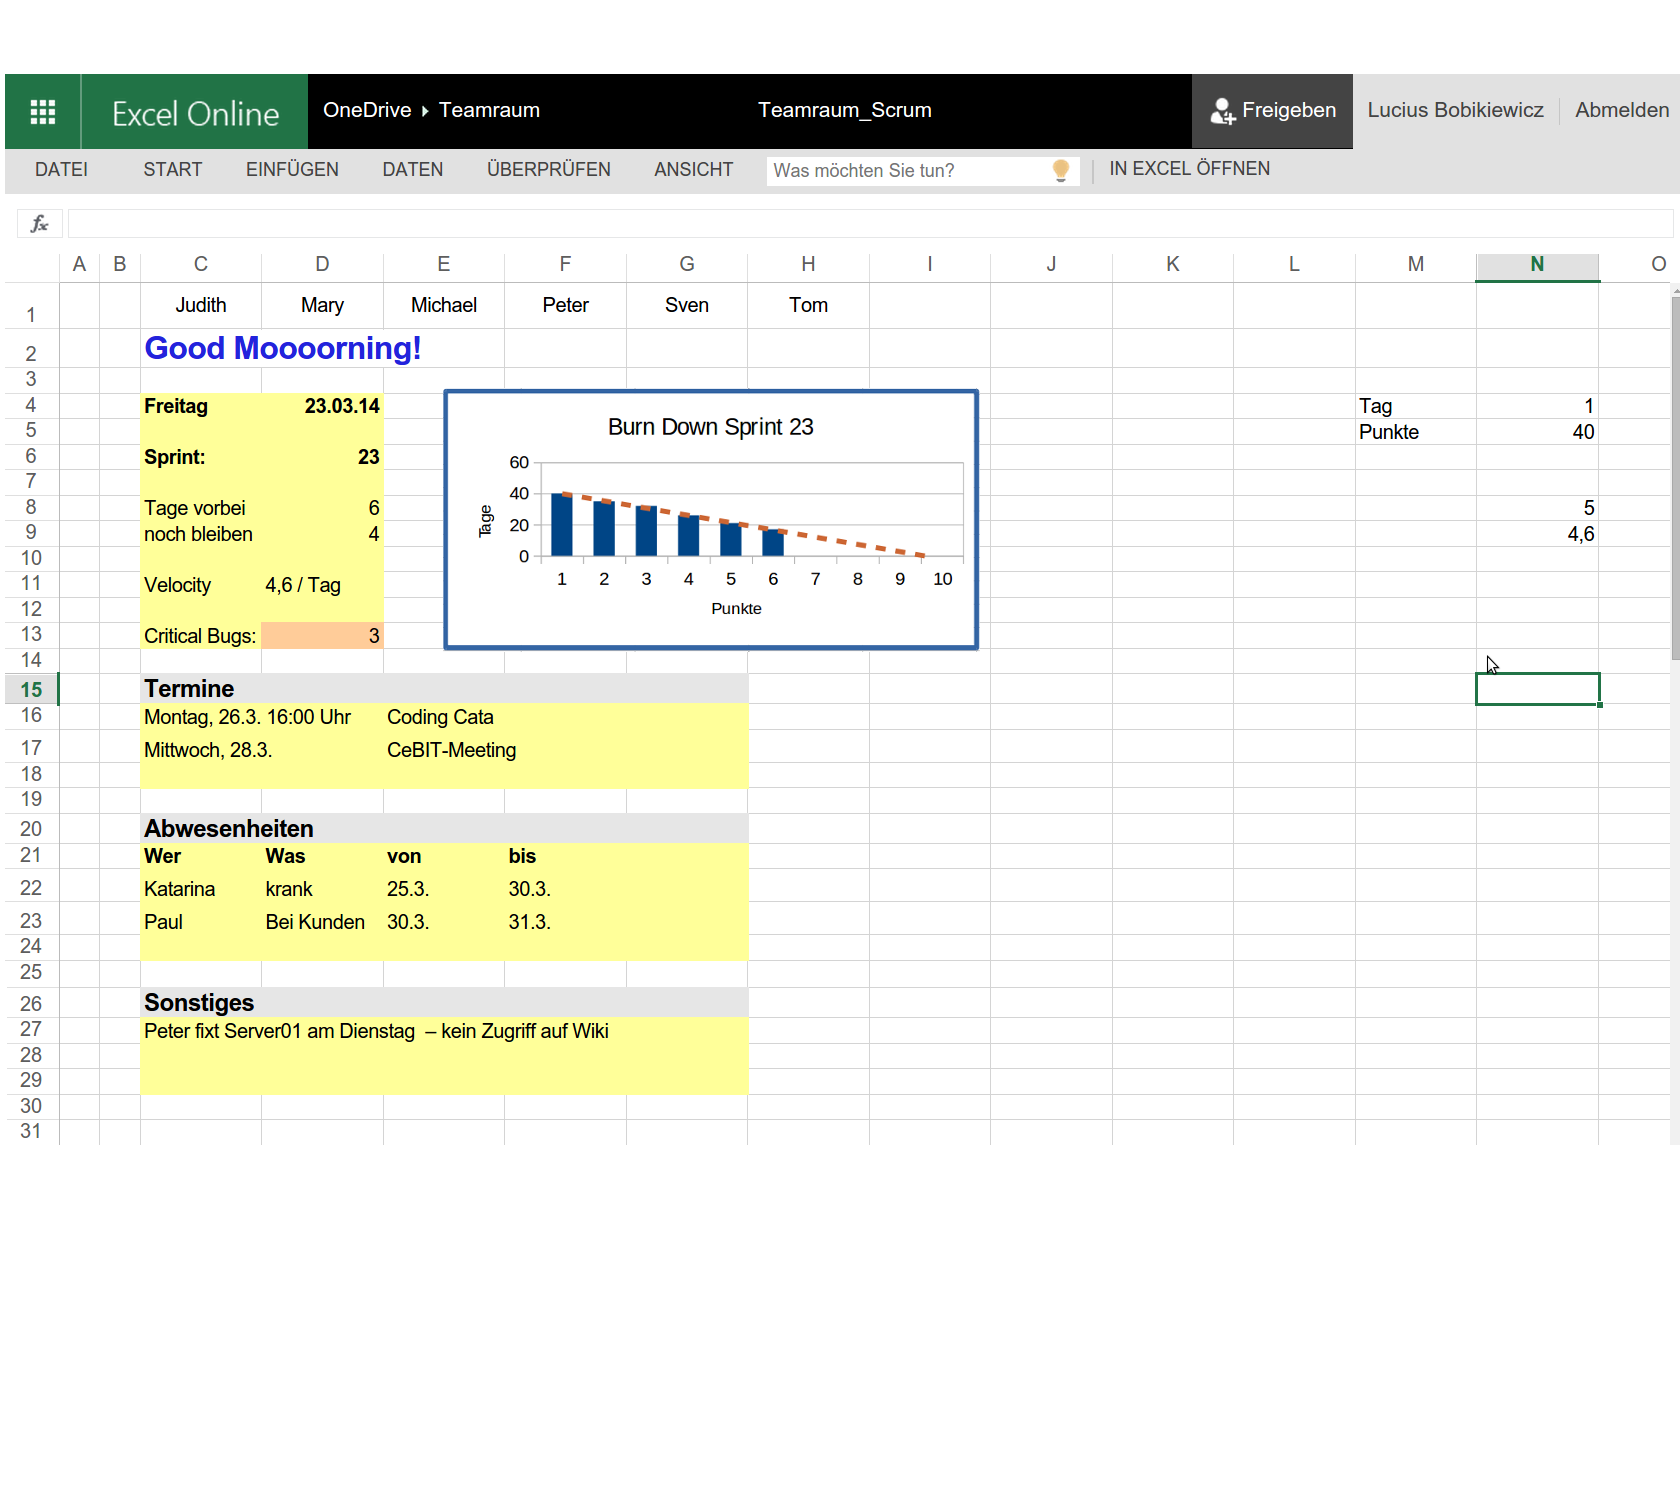 Excel Online OneDrive Teamraum Teamraum_Scrum Freigeben Lucius Bobikiewicz Abmelden
DATEI START EINFÜGEN DATEN ÜBERPRÜFEN ANSICHT Was möchten Sie tun? IN EXCEL ÖFFNEN
fx
A B C D E F G H I J K L M N O
1 Judith Mary Michael Peter Sven Tom
2 Good Moooorning!
3
4 Freitag 23.03.14 Tag 1
5 Punkte 40
6 Sprint: 23
7
8 Tage vorbei 6 5
9 noch bleiben 4 4,6
10
11 Velocity 4,6 / Tag
12
13 Critical Bugs: 3
14
Burn Down Sprint 23
60
40
20
0
Tage
1 2 3 4 5 6 7 8 9 10
Punkte
15 Termine
16 Montag, 26.3. 16:00 Uhr Coding Cata
17 Mittwoch, 28.3. CeBIT-Meeting
18
19
20 Abwesenheiten
21 Wer Was von bis
22 Katarina krank 25.3. 30.3.
23 Paul Bei Kunden 30.3. 31.3.
24
25
26 Sonstiges
27 Peter fixt Server01 am Dienstag – kein Zugriff auf Wiki
28
29
30
31